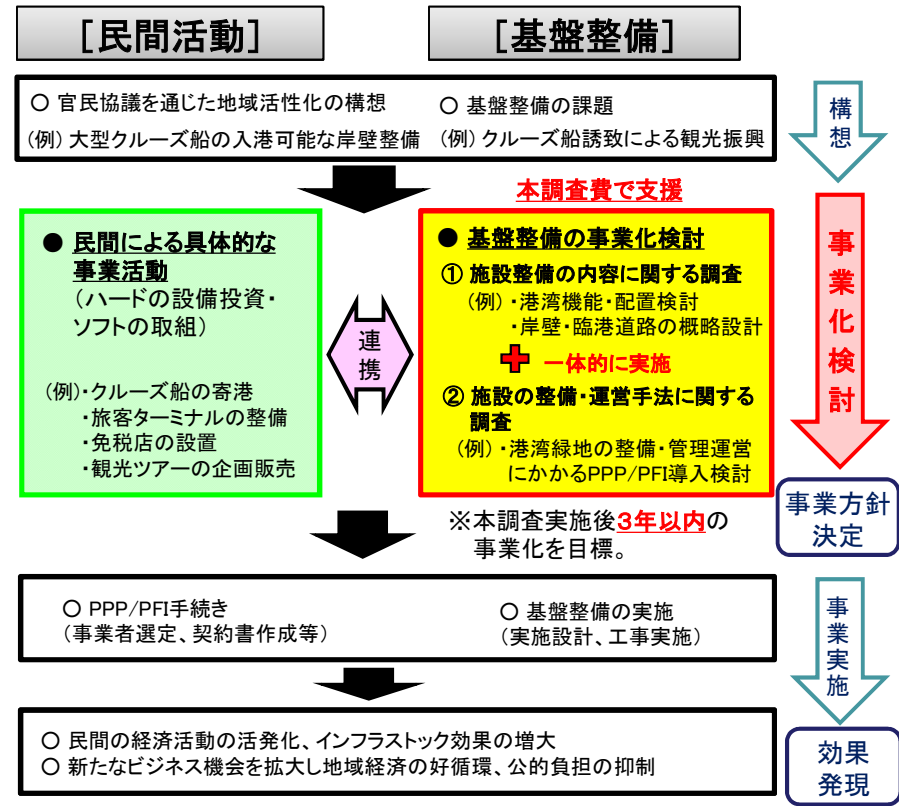 ［民間活動］
［基盤整備］
○ 官民協議を通じた地域活性化の構想
(例) 大型クルーズ船の入港可能な岸壁整備
○ 基盤整備の課題
(例) クルーズ船誘致による観光振興
構想
本調査費で支援
● 民間による具体的な
事業活動
（ハードの設備投資・
ソフトの取組）
(例)・クルーズ船の寄港
・旅客ターミナルの整備
・免税店の設置
・観光ツアーの企画販売
連携
● 基盤整備の事業化検討
① 施設整備の内容に関する調査
(例) ・港湾機能・配置検討
・岸壁・臨港道路の概略設計
一体的に実施
② 施設の整備・運営手法に関する
調査
(例) ・港湾緑地の整備・管理運営
にかかるPPP/PFI導入検討
事業化検討
※本調査実施後３年以内の
事業化を目標。
事業方針
決定
○ PPP/PFI手続き
（事業者選定、契約書作成等）
○ 基盤整備の実施
（実施設計、工事実施）
事業実施
○ 民間の経済活動の活発化、インフラストック効果の増大
○ 新たなビジネス機会を拡大し地域経済の好循環、公的負担の抑制
効果
発現